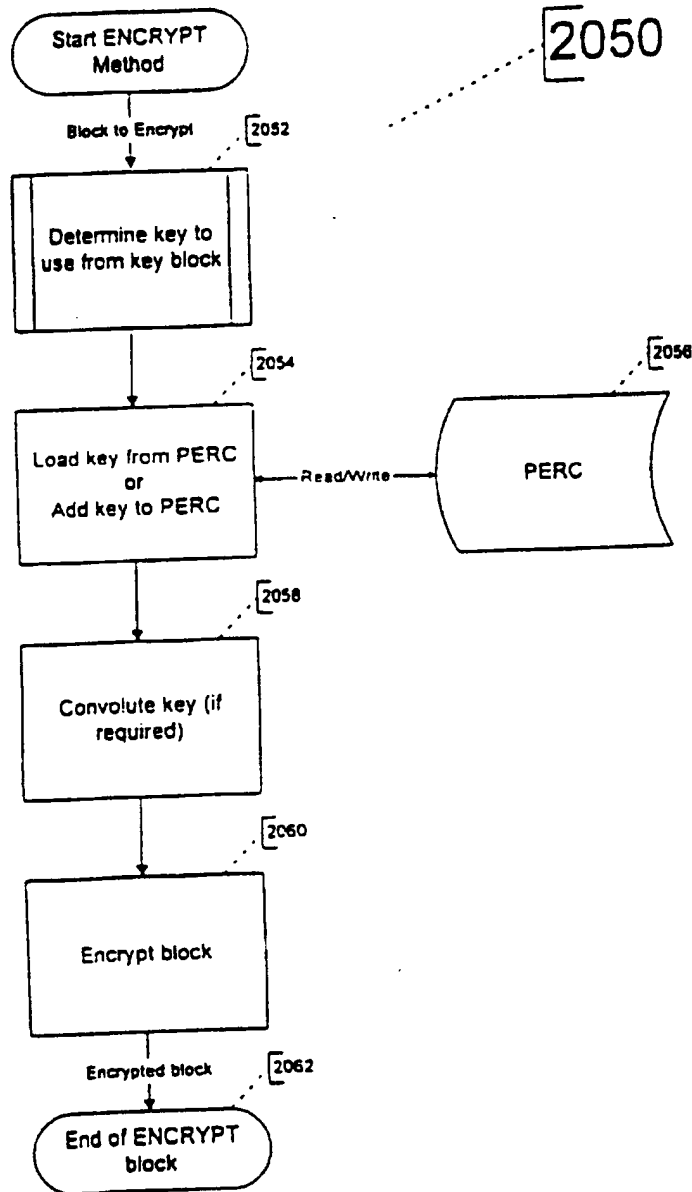 Start ENCRYPT
Method
2050
Block to Encrypt
2052
Determine key to
use from key block
2054
2056
Load key from PERC
or
Add key to PERC
Read/Write
PERC
2058
Convolute key (if
required)
2060
Encrypt block
Encrypted block
2062
End of ENCRYPT
block